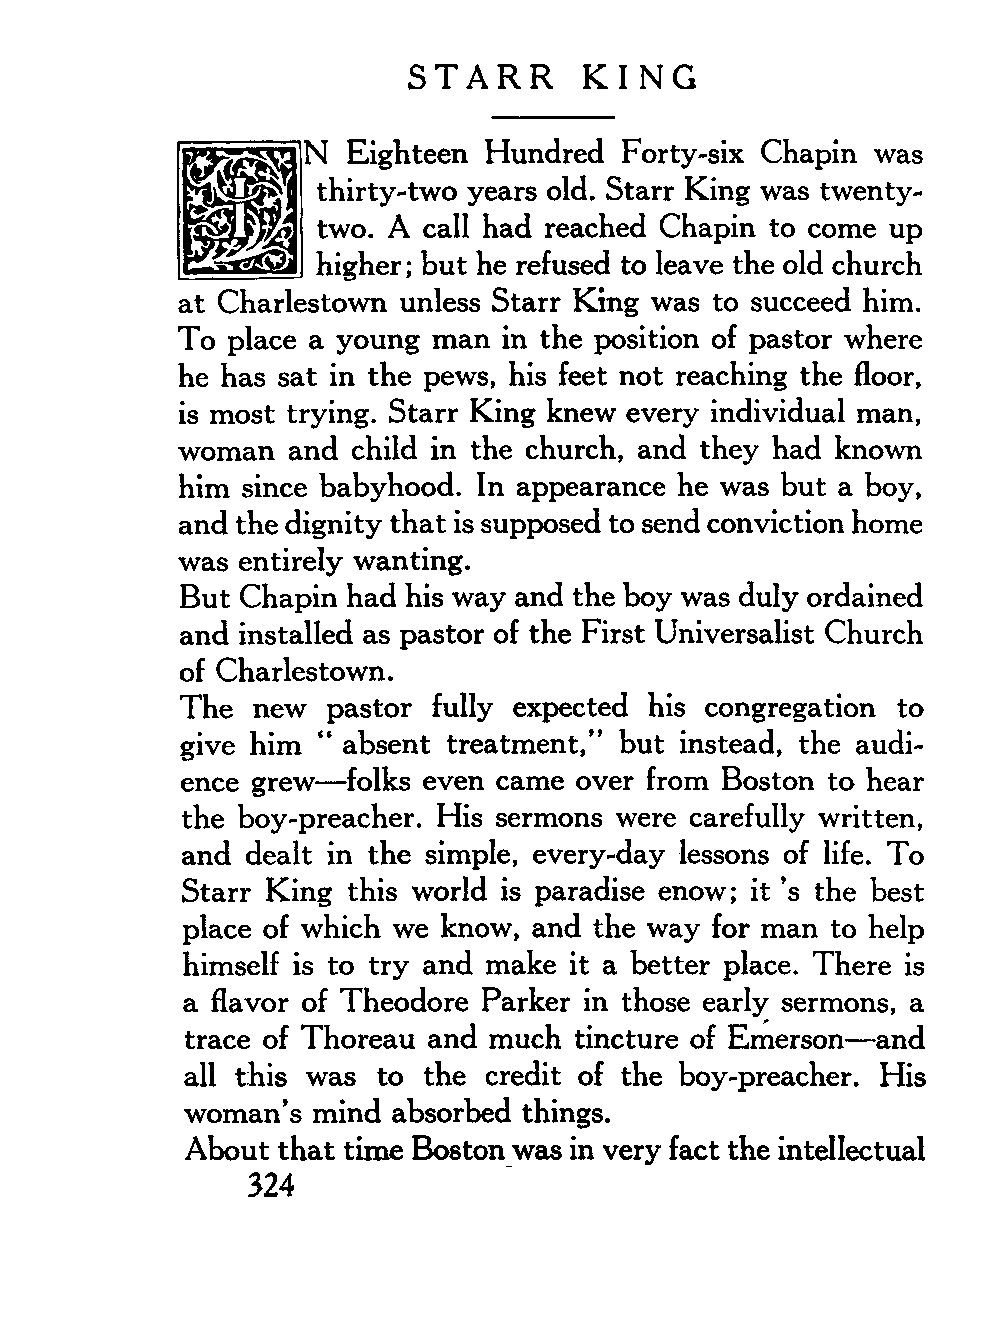 STARR KING
IN Eighteen Hundred Forty-six Chapin was
thirty-two years old. Starr King was twenty-
two. A call had reached Chapin to come up
higher; but he refused to leave the old church
at Charlestown unless Starr King was to succeed him.
To place a young man in the position of pastor where
he has sat in the pews, his feet not reaching the floor,
is most trying. Starr King knew every individual man,
woman and child in the church, and they had known
him since babyhood. In appearance he was but a boy,
and the dignity that is supposed to send conviction home
was entirely wanting.
But Chapin had his way and the boy was duly ordained
and installed as pastor of the First Universalist Church
of Charlestown.
The new pastor fully expected his congregation to
give him “ absent treatment,” but instead, the audi-
ence grew—folks even came over from Boston to hear
the boy-preacher. His sermons were carefully written,
and dealt in the simple, every-day lessons of life. To
Starr King this world is paradise enow; it ’s the best
place of which we know, and the way for man to help
himself is to try and make it a better place. There is
a flavor of Theodore Parker in those early sermons, a
trace of Thoreau and much tincture of Emerson—and
all this was to the credit of the boy-preacher. His
woman’s mind absorbed things.
About that time Boston was in very fact the intellectual
324